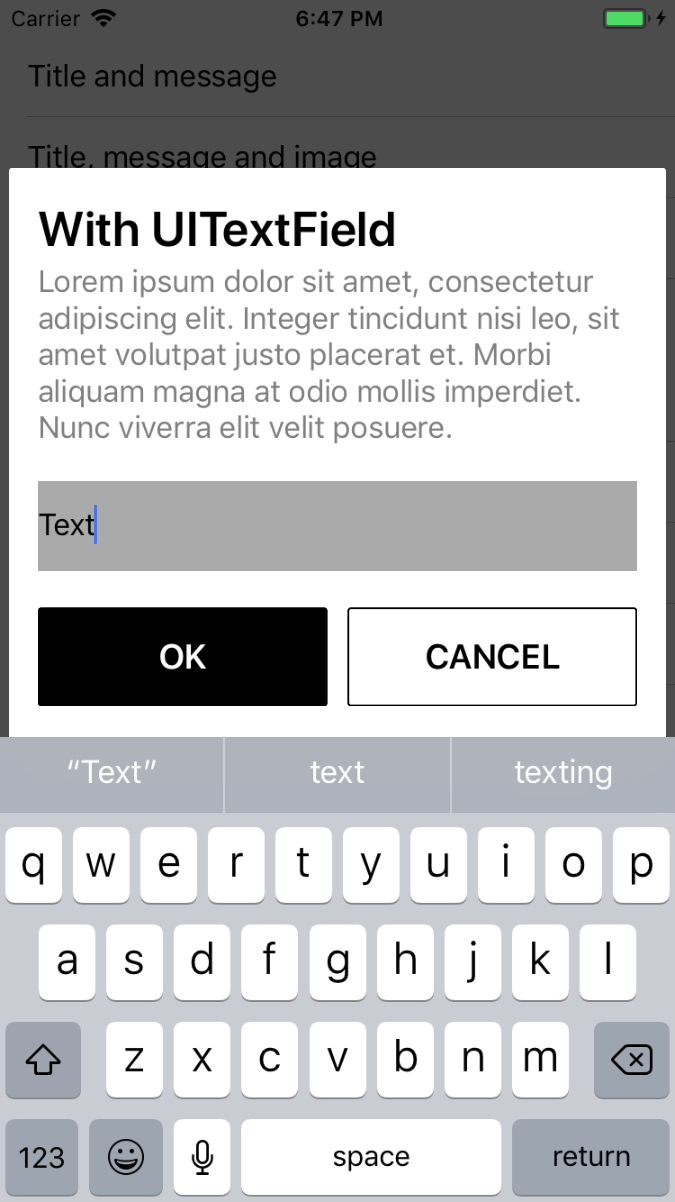 Carrier 6:47 PM
Title and message
Title, message and image
With UITextField
Lorem ipsum dolor sit amet, consectetur
adipiscing elit. Integer tincidunt nisi leo, sit
amet volutpat justo placerat et. Morbi
aliquam magna at odio mollis imperdiet.
Nunc viverra elit velit posuere.
Text
OK CANCEL
“Text” text texting
q w e r t y u i o p
a s d f g h j k l
z x c v b n m
123 space return